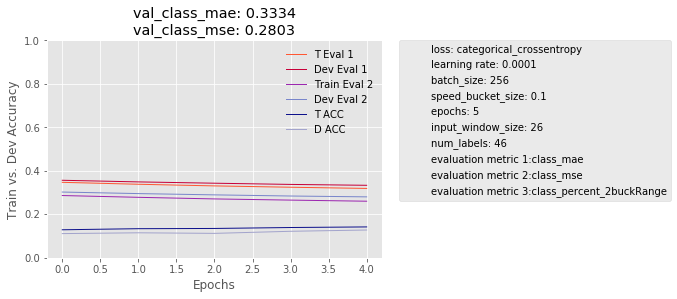 val_class_mae: 0.3334
val_class_mse: 0.2803
Train vs. Dev Accuracy
1.0
0.8
0.6
0.4
0.2
0.0
T Eval 1
Dev Eval 1
Train Eval 2
Dev Eval 2
T ACC
D ACC
0.0 0.5 1.0 1.5 2.0 2.5 3.0 3.5 4.0
Epochs
loss: categorical_crossentropy
learning rate: 0.0001
batch_size: 256
speed_bucket_size: 0.1
epochs: 5
input_window_size: 26
num_labels: 46
evaluation metric 1:class_mae
evaluation metric 2:class_mse
evaluation metric 3:class_percent_2buckRange